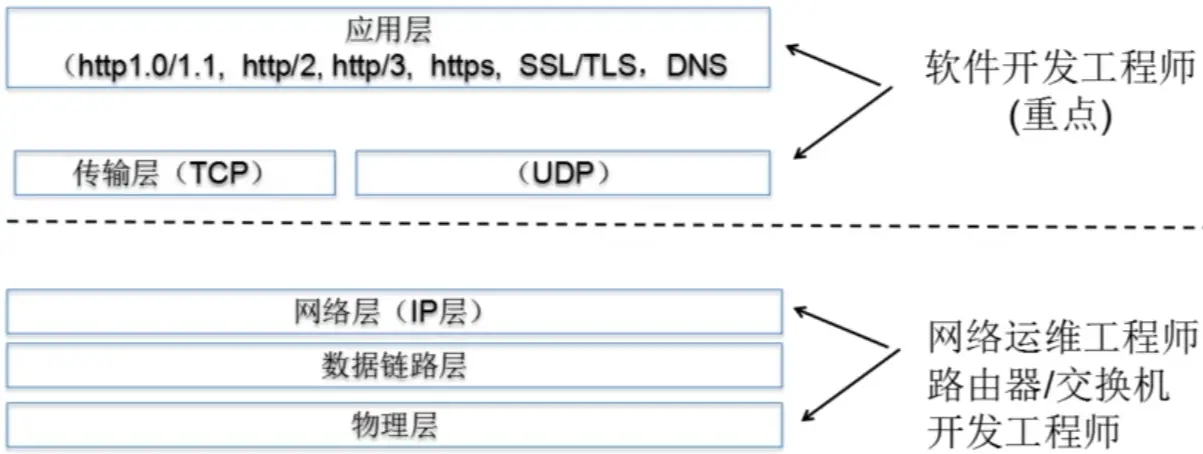 应用层
（http1.0/1.1, http/2, http/3, https, SSL/TLS，DNS
软件开发工程师
(重点)
传输层（TCP）
（UDP）
网络层（IP层）
数据链路层
物理层
网络运维工程师
路由器/交换机
开发工程师